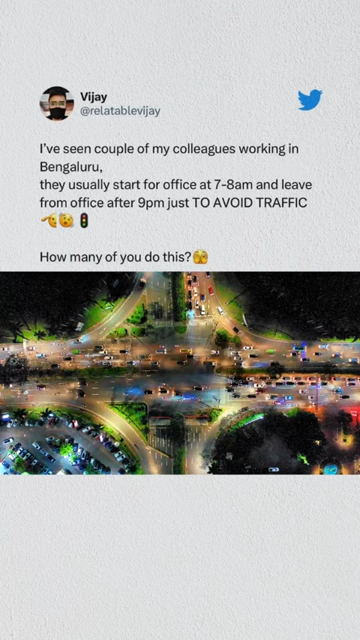 Vijay
@relatablevijay
I've seen couple of my colleagues working in
Bengaluru,
they usually start for office at 7-8am and leave
from office after 9pm just TO AVOID TRAFFIC
🫠🥴🚦
How many of you do this?🫣